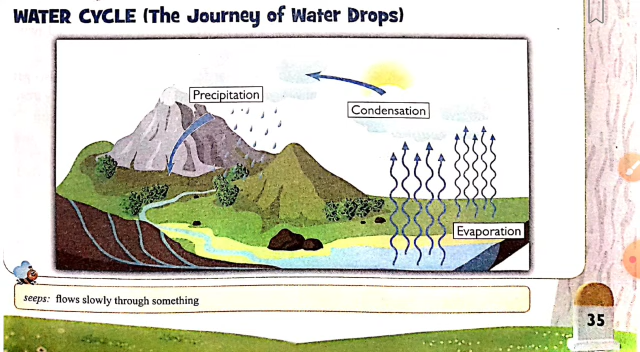 WATER CYCLE (The Journey of Water Drops)
Precipitation
Condensation
Evaporation
seeps: flows slowly through something
35